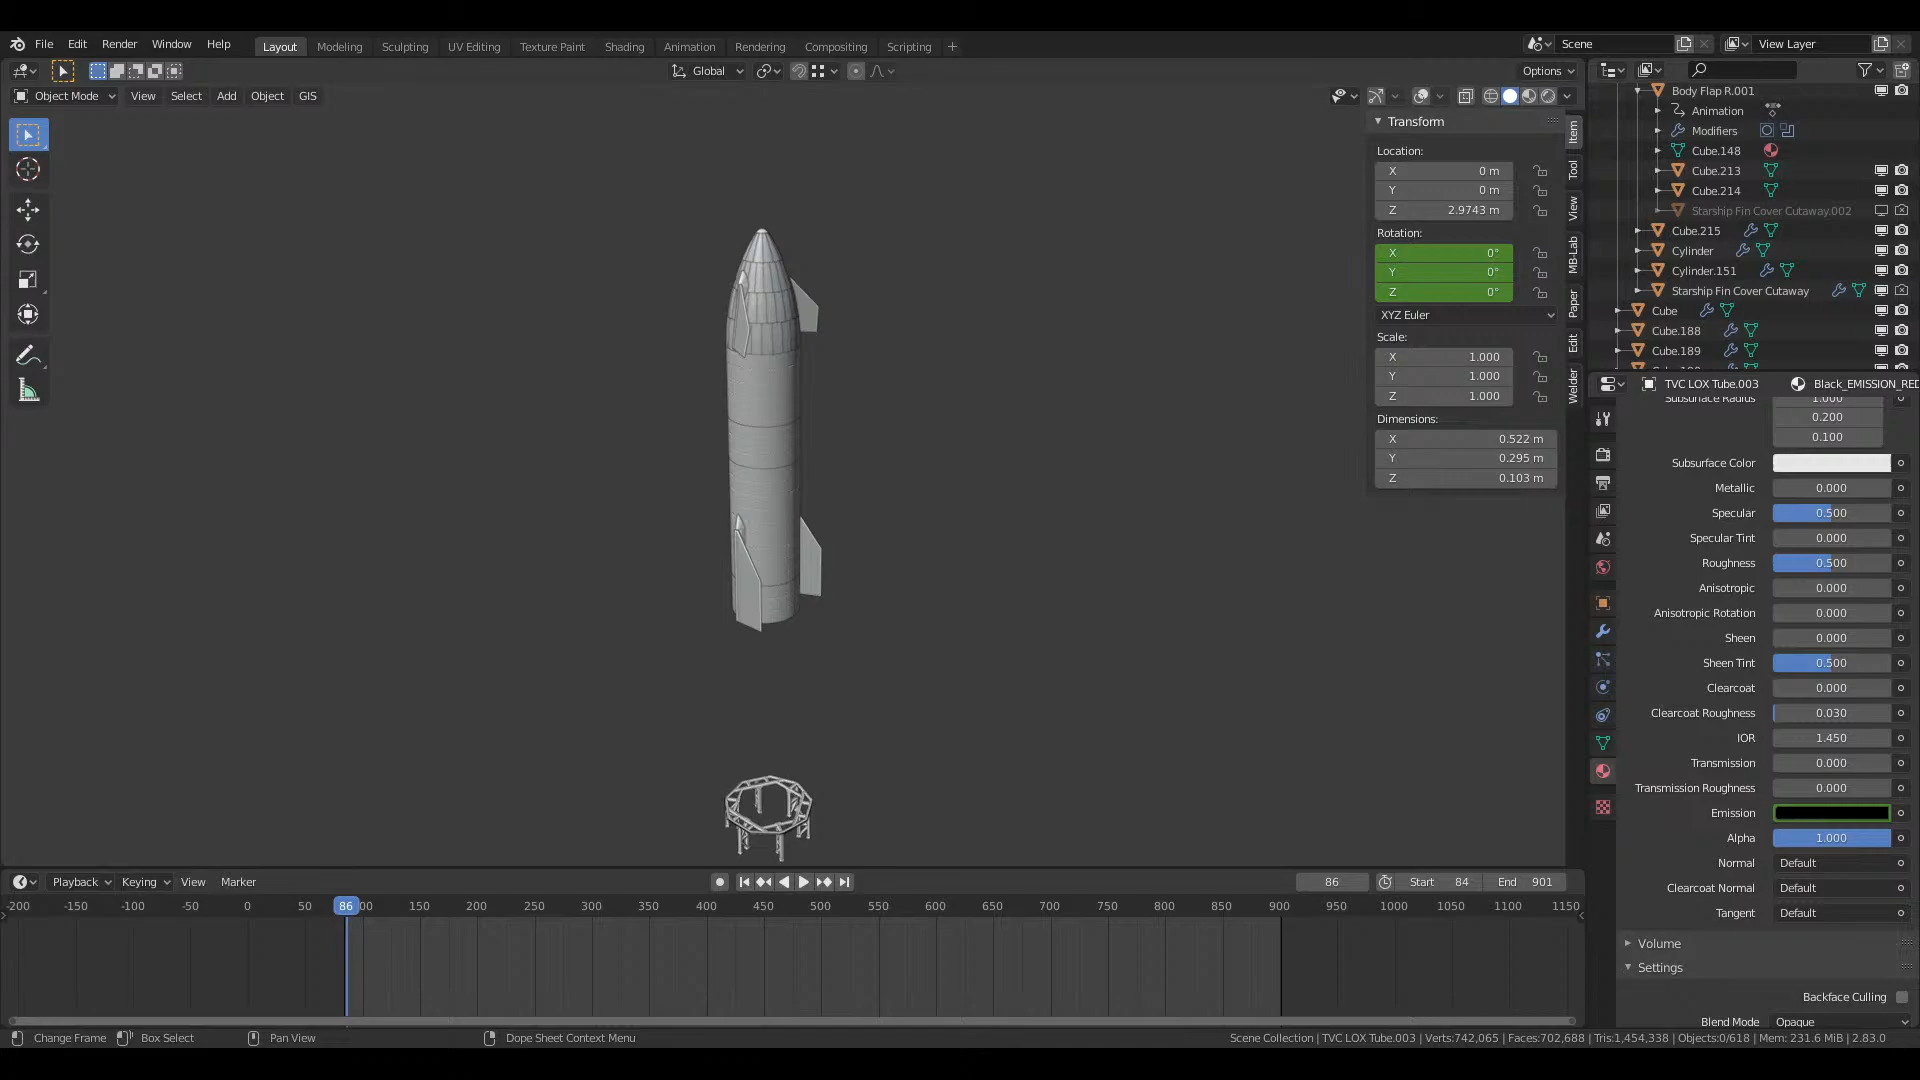 File Edit Render Window Help Layout Modeling Sculpting UV Editing Texture Paint Shading Animation Rendering Compositing Scripting + Scene View Layer
Global Options
Object Mode View Select Add Object GIS
Transform
Location:
X 0 m
Y 0 m
Z 2.9743 m
Rotation:
X 0°
Y 0°
Z 0°
XYZ Euler
Scale:
X 1.000
Y 1.000
Z 1.000
Dimensions:
X 0.522 m
Y 0.295 m
Z 0.103 m
Item
Tool
View
MB-Lab
Paper
Edit
Welder
Body Flap R.001
Animation
Modifiers
Cube.148
Cube.213
Cube.214
Starship Fin Cover Cutaway.002
Cube.215
Cylinder
Cylinder.151
Starship Fin Cover Cutaway
Cube
Cube.188
Cube.189
TVC LOX Tube.003 Black_EMISSION_RED
Subsurface Radius 1.000
0.200
0.100
Subsurface Color
Metallic 0.000
Specular 0.500
Specular Tint 0.000
Roughness 0.500
Anisotropic 0.000
Anisotropic Rotation 0.000
Sheen 0.000
Sheen Tint 0.500
Clearcoat 0.000
Clearcoat Roughness 0.030
IOR 1.450
Transmission 0.000
Transmission Roughness 0.000
Emission
Alpha 1.000
Normal Default
Clearcoat Normal Default
Tangent Default
Volume
Settings
Backface Culling
Blend Mode Opaque
Playback Keying View Marker 86 Start 84 End 901
-200 -150 -100 -50 0 50 86 00 150 200 250 300 350 400 450 500 550 600 650 700 750 800 850 900 950 1000 1050 1100 1150
Change Frame Box Select Pan View Dope Sheet Context Menu Scene Collection | TVC LOX Tube.003 | Verts:742,065 | Faces:702,688 | Tris:1,454,338 | Objects:0/618 | Mem: 231.6 MiB | 2.83.0